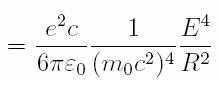 = \frac{e^2 c}{6\pi\varepsilon_0} \frac{1}{(m_0 c^2)^4} \frac{E^4}{R^2}